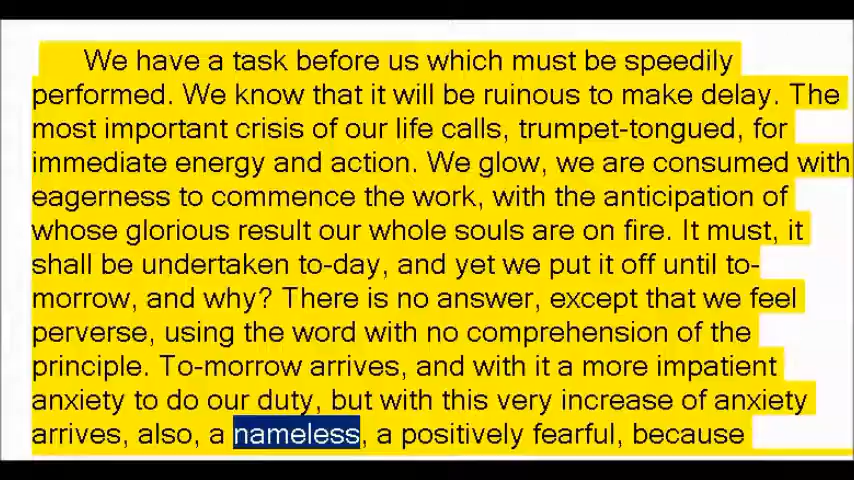 We have a task before us which must be speedily
performed. We know that it will be ruinous to make delay. The
most important crisis of our life calls, trumpet-tongued, for
immediate energy and action. We glow, we are consumed with
eagerness to commence the work, with the anticipation of
whose glorious result our whole souls are on fire. It must, it
shall be undertaken to-day, and yet we put it off until to-
morrow, and why? There is no answer, except that we feel
perverse, using the word with no comprehension of the
principle. To-morrow arrives, and with it a more impatient
anxiety to do our duty, but with this very increase of anxiety
arrives, also, a nameless, a positively fearful, because